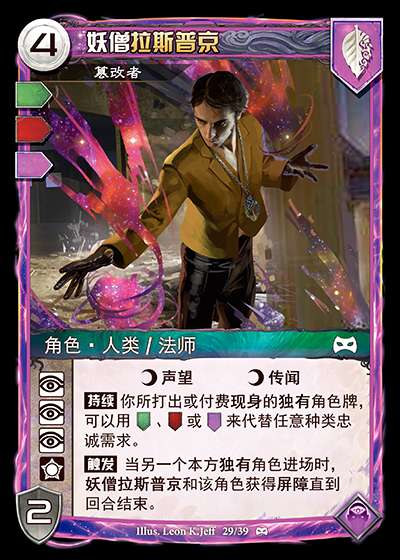 4 妖僧拉斯普京
篡改者
角色·人类/法师
声望 传闻
持续 你所打出或付费现身的独有角色牌，
可以用、或来代替任意种类忠
诚需求。
触发 当另一个本方独有角色进场时，
妖僧拉斯普京和该角色获得屏障直到
回合结束。
2
Illus. Leon K.Jeff 29/39